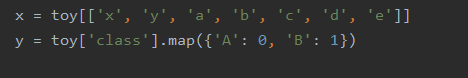 x = toy[['x', 'y', 'a', 'b', 'c', 'd', 'e']]
y = toy['class'].map({'A': 0, 'B': 1})